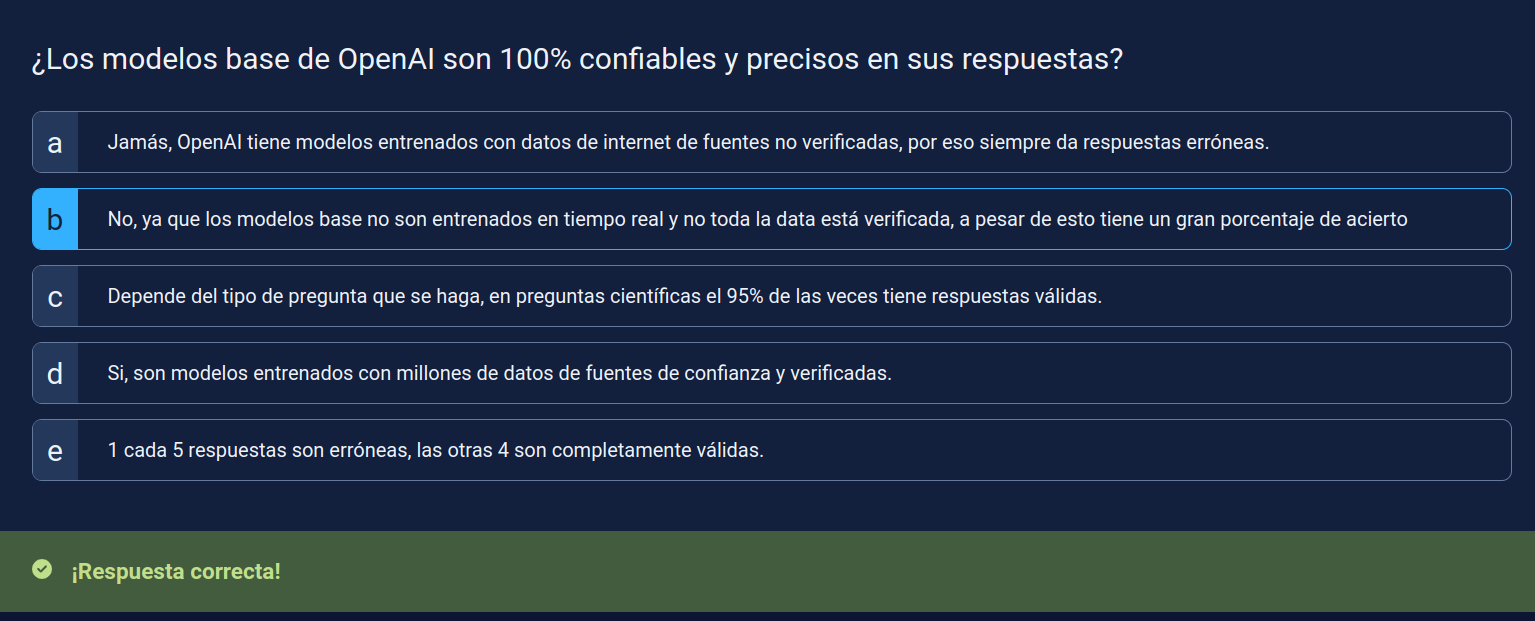 ¿Los modelos base de OpenAI son 100% confiables y precisos en sus respuestas?
a Jamás, OpenAI tiene modelos entrenados con datos de internet de fuentes no verificadas, por eso siempre da respuestas erróneas.
b No, ya que los modelos base no son entrenados en tiempo real y no toda la data está verificada, a pesar de esto tiene un gran porcentaje de acierto
c Depende del tipo de pregunta que se haga, en preguntas científicas el 95% de las veces tiene respuestas válidas.
d Si, son modelos entrenados con millones de datos de fuentes de confianza y verificadas.
e 1 cada 5 respuestas son erróneas, las otras 4 son completamente válidas.
¡Respuesta correcta!